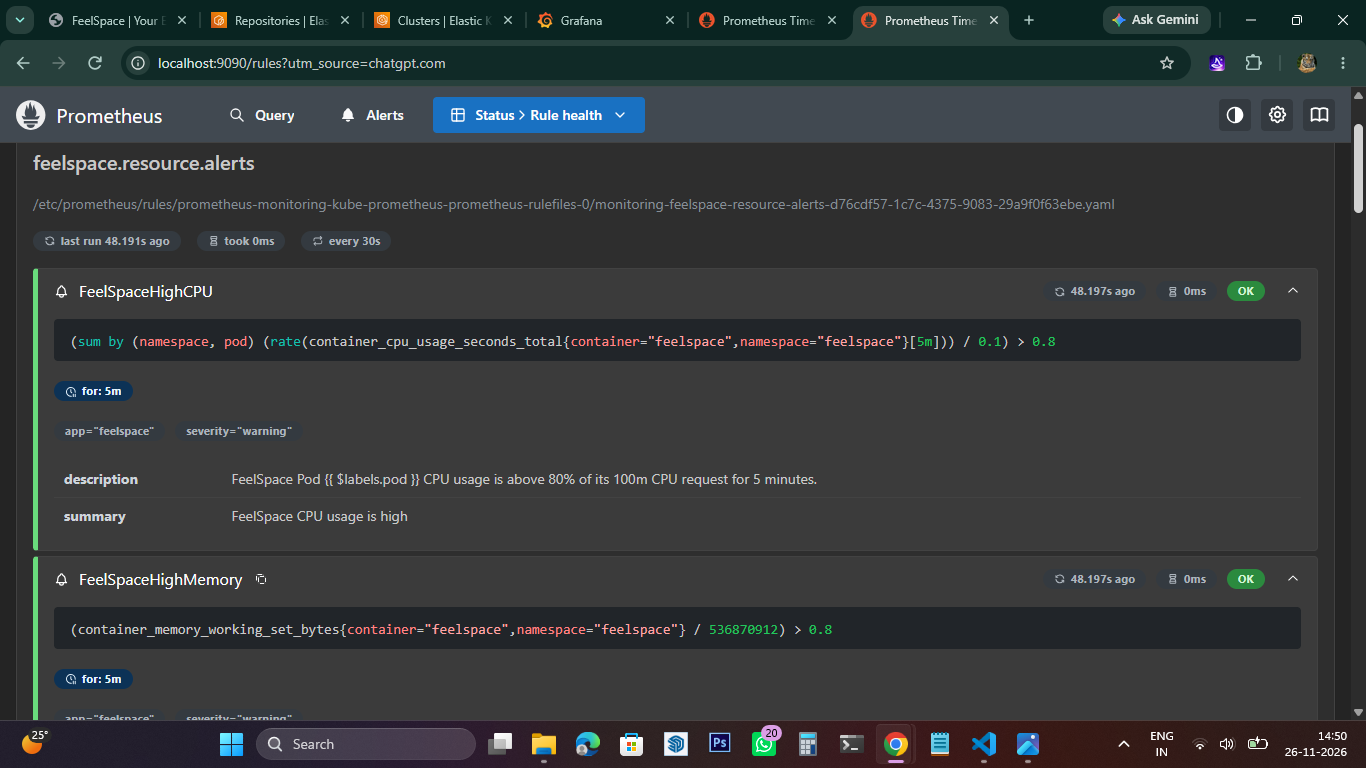 FeelSpace | Your E
Repositories | Elas
Clusters | Elastic K
Grafana
Prometheus Time
Prometheus Time
Ask Gemini
localhost:9090/rules?utm_source=chatgpt.com
Prometheus
Query
Alerts
Status > Rule health
feelspace.resource.alerts
/etc/prometheus/rules/prometheus-monitoring-kube-prometheus-prometheus-rulefiles-0/monitoring-feelspace-resource-alerts-d76cdf57-1c7c-4375-9083-29a9f0f63ebe.yaml
last run 48.191s ago
took 0ms
every 30s
FeelSpaceHighCPU
48.197s ago
0ms
OK
(sum by (namespace, pod) (rate(container_cpu_usage_seconds_total{container="feelspace",namespace="feelspace"}[5m])) / 0.1) > 0.8
for: 5m
app="feelspace"
severity="warning"
description
FeelSpace Pod {{ $labels.pod }} CPU usage is above 80% of its 100m CPU request for 5 minutes.
summary
FeelSpace CPU usage is high
FeelSpaceHighMemory
48.197s ago
0ms
OK
(container_memory_working_set_bytes{container="feelspace",namespace="feelspace"} / 536870912) > 0.8
for: 5m
app="feelspace"
severity="warning"
25°
Search
Ps
20
ENG
IN
14:50
26-11-2026